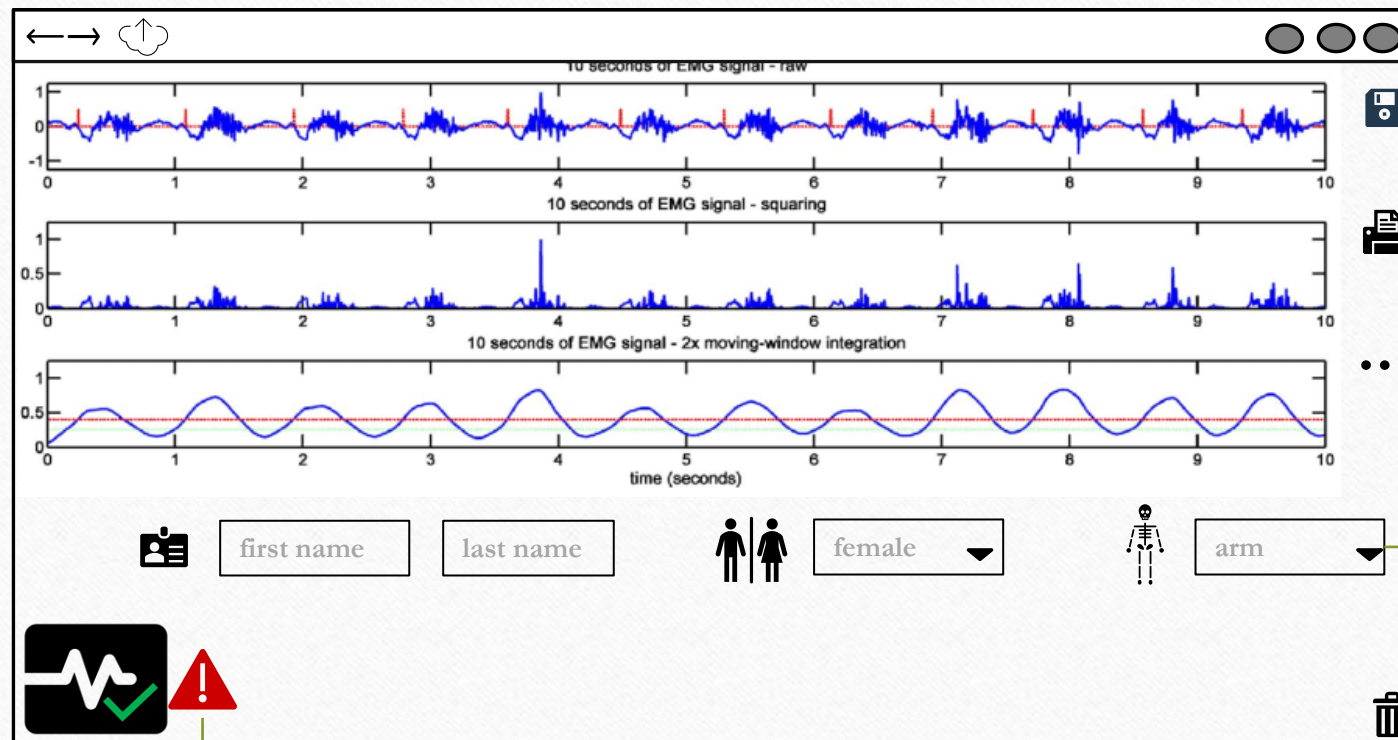 10 seconds of EMG signal - raw
1
0
-1
0 1 2 3 4 5 6 7 8 9 10
10 seconds of EMG signal - squaring
1
0.5
0
0 1 2 3 4 5 6 7 8 9 10
10 seconds of EMG signal - 2x moving-window integration
1
0.5
0
0 1 2 3 4 5 6 7 8 9 10
time (seconds)
first name last name female arm